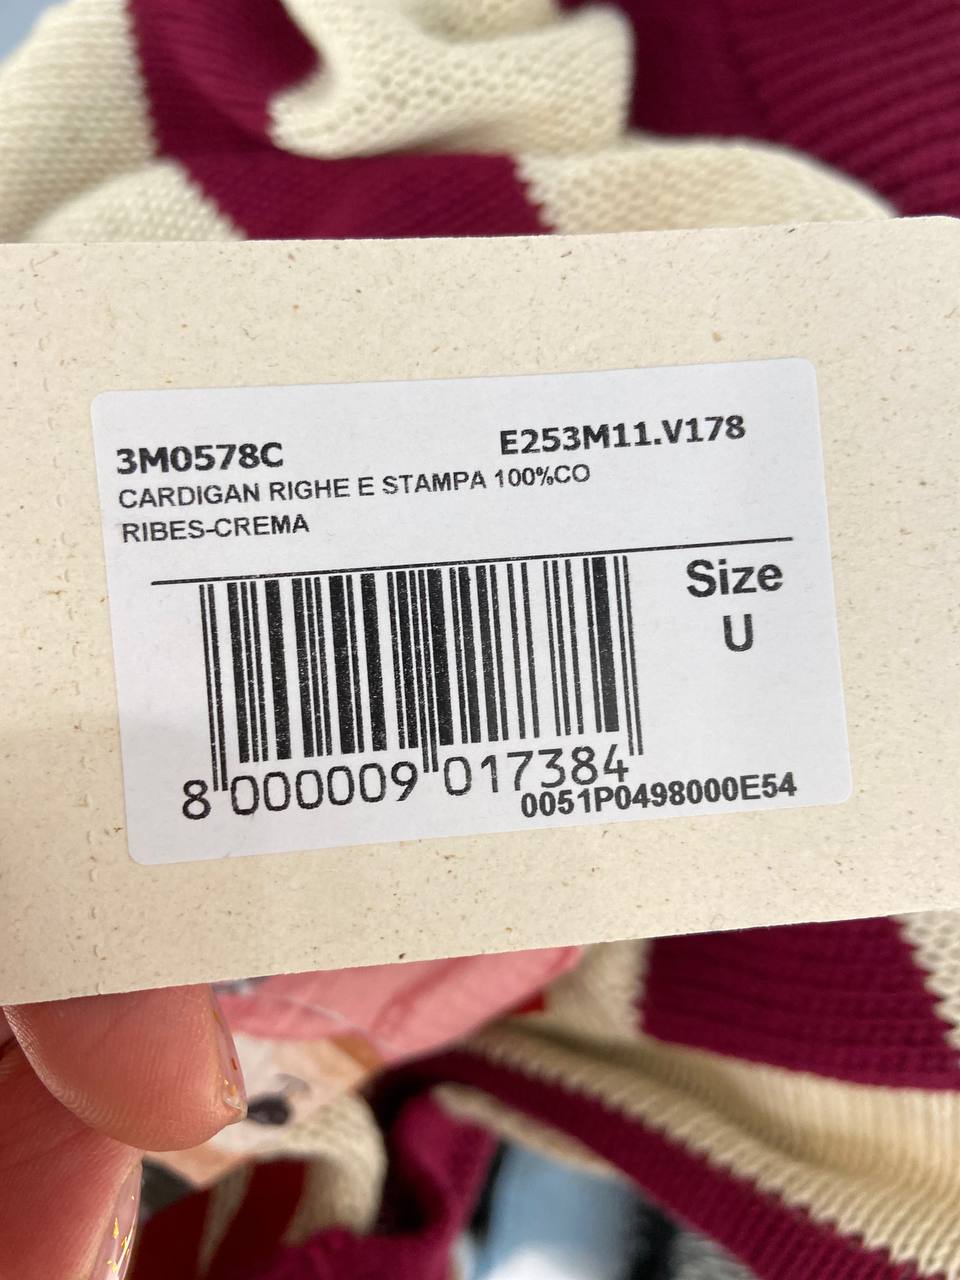 3M0578C E253M11.V178
CARDIGAN RIGHE E STAMPA 100%CO
RIBES-CREMA
Size
U
8 000009 017384
0051P0498000E54